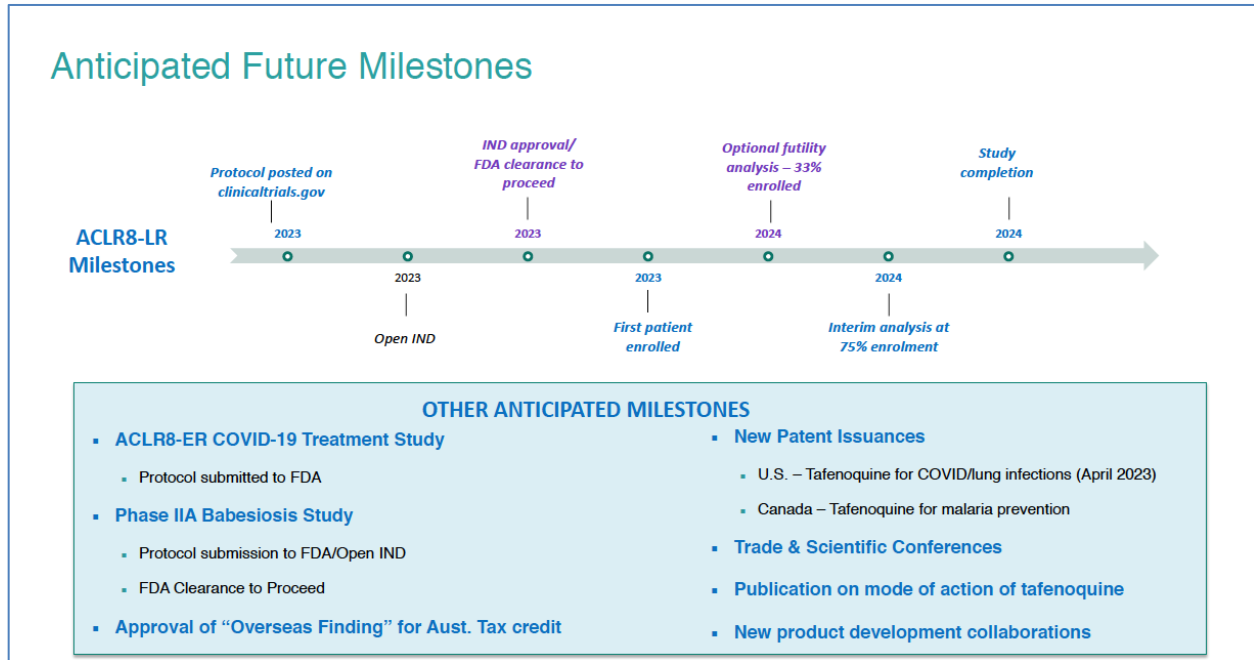 Anticipated Future Milestones
Protocol posted on
clinicaltrials.gov
IND approval/
FDA clearance to
proceed
Optional futility
analysis – 33%
enrolled
Study
completion
ACLR8-LR
Milestones
2023
2023
2024
2024
2023
2023
2024
Open IND
First patient
enrolled
Interim analysis at
75% enrolment
OTHER ANTICIPATED MILESTONES
▪ ACLR8-ER COVID-19 Treatment Study
▪ Protocol submitted to FDA
▪ Phase IIA Babesiosis Study
▪ Protocol submission to FDA/Open IND
▪ FDA Clearance to Proceed
▪ Approval of “Overseas Finding” for Aust. Tax credit
▪ New Patent Issuances
▪ U.S. – Tafenoquine for COVID/lung infections (April 2023)
▪ Canada – Tafenoquine for malaria prevention
▪ Trade & Scientific Conferences
▪ Publication on mode of action of tafenoquine
▪ New product development collaborations